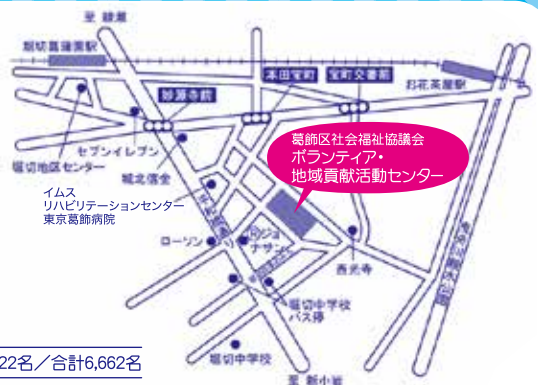 至 綾瀬
堀切菖蒲園駅
本田宝町
宝町交番前
お花茶屋駅
妙源寺前
セブンイレブン
堀切地区センター
城北信金
葛飾区社会福祉協議会
ボランティア・
地域貢献活動センター
イムス
リハビリテーションセンター
東京葛飾病院
ローソン
ジョ
ナサン
西光寺
堀切中学校
バス停
堀切中学校
22名／合計6,662名
至 新小岩